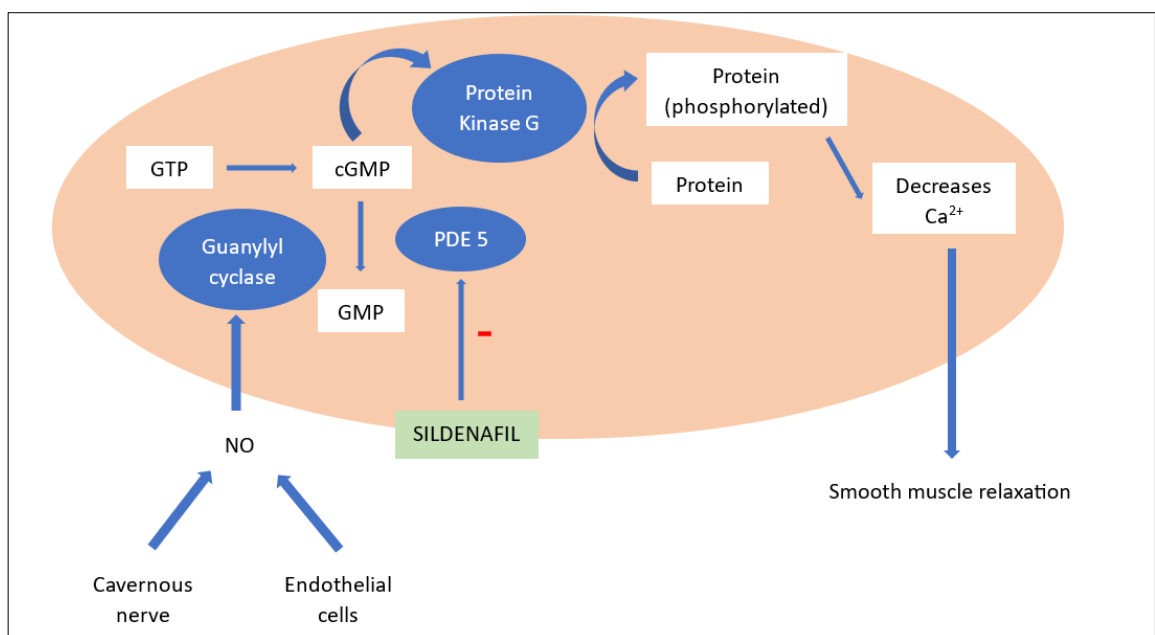 Protein
Kinase G
Protein
(phosphorylated)
GTP
cGMP
Protein
Decreases
Ca²⁺
Guanylyl
cyclase
PDE 5
GMP
-
SILDENAFIL
NO
Smooth muscle relaxation
Cavernous
nerve
Endothelial
cells